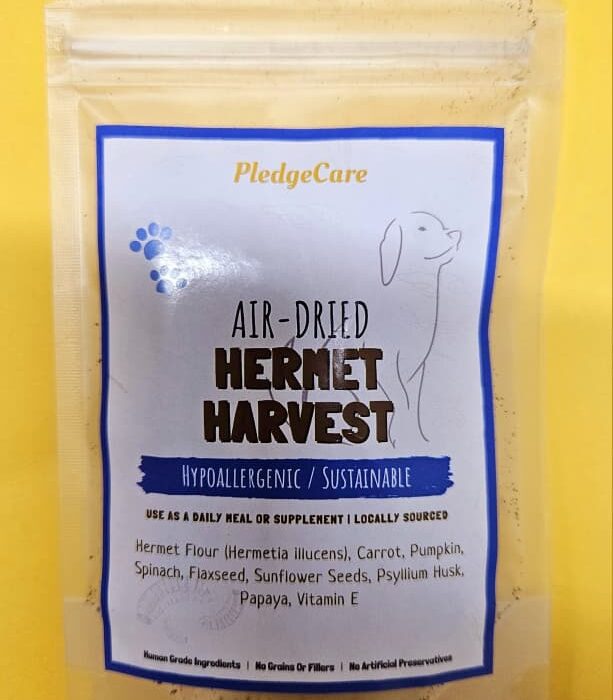 PledgeCare
AIR-DRIED
HERMET
HARVEST
HYPOALLERGENIC / SUSTAINABLE
USE AS A DAILY MEAL OR SUPPLEMENT | LOCALLY SOURCED
Hermet Flour (Hermetia illucens), Carrot, Pumpkin,
Spinach, Flaxseed, Sunflower Seeds, Psyllium Husk,
Papaya, Vitamin E
Human Grade Ingredients | No Grains Or Fillers | No Artificial Preservatives